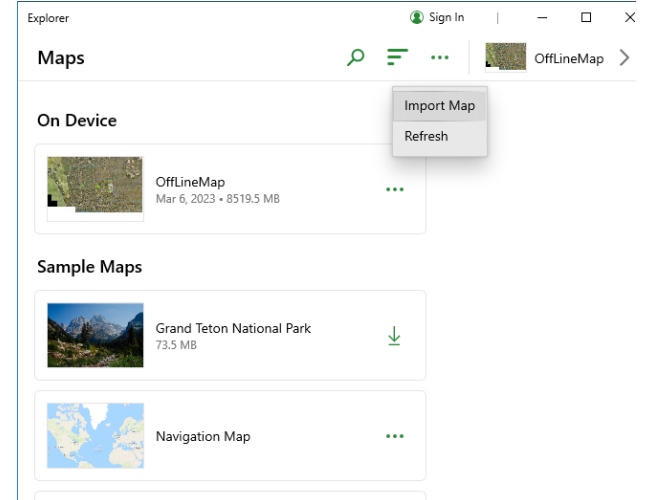 Explorer
Sign In
Maps
OffLineMap
Import Map
Refresh
On Device
OffLineMap
Mar 6, 2023 • 8519.5 MB
Sample Maps
Grand Teton National Park
73.5 MB
Navigation Map